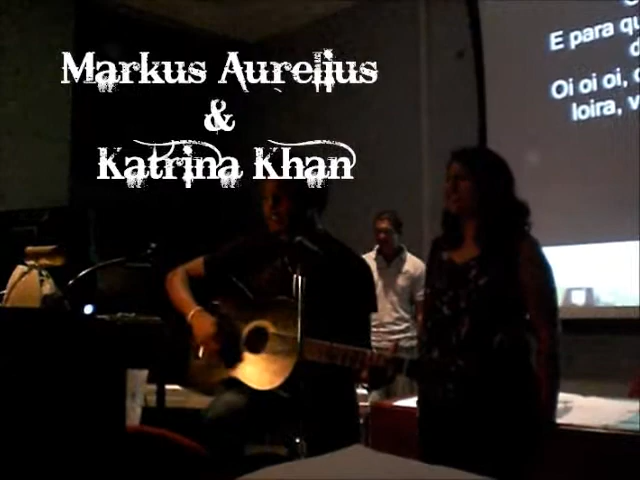 Markus Aurelius
&
Katrina Khan
E para qu
d
Oi oi oi,
loira, v